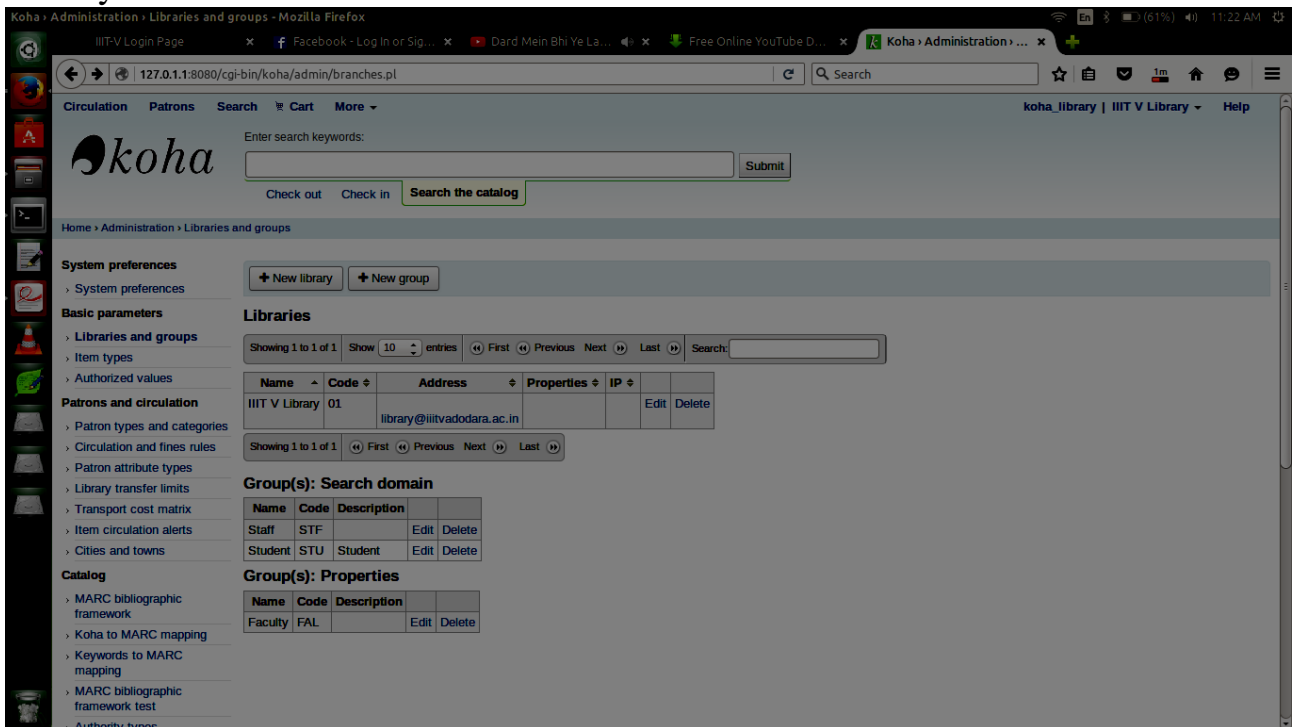 Koha › Administration › Libraries and groups - Mozilla Firefox
En (61%) 11:22 AM
IIIT-V Login Page
Facebook - Log In or Sig...
Dard Mein Bhi Ye La...
Free Online YouTube D...
Koha › Administration › ...
127.0.1.1:8080/cgi-bin/koha/admin/branches.pl
Search
1m
Circulation Patrons Search Cart More
koha_library | IIIT V Library Help
koha
Enter search keywords:
Submit
Check out Check in Search the catalog
Home › Administration › Libraries and groups
System preferences
› System preferences
Basic parameters
› Libraries and groups
› Item types
› Authorized values
Patrons and circulation
› Patron types and categories
› Circulation and fines rules
› Patron attribute types
› Library transfer limits
› Transport cost matrix
› Item circulation alerts
› Cities and towns
Catalog
› MARC bibliographic
framework
› Koha to MARC mapping
› Keywords to MARC
mapping
› MARC bibliographic
framework test
› Authority types
+ New library + New group
Libraries
Showing 1 to 1 of 1 Show 10 entries First Previous Next Last Search:
Name Code Address Properties IP
IIIT V Library 01 library@iiitvadodara.ac.in Edit Delete
Showing 1 to 1 of 1 First Previous Next Last
Group(s): Search domain
Name Code Description
Staff STF Edit Delete
Student STU Student Edit Delete
Group(s): Properties
Name Code Description
Faculty FAL Edit Delete